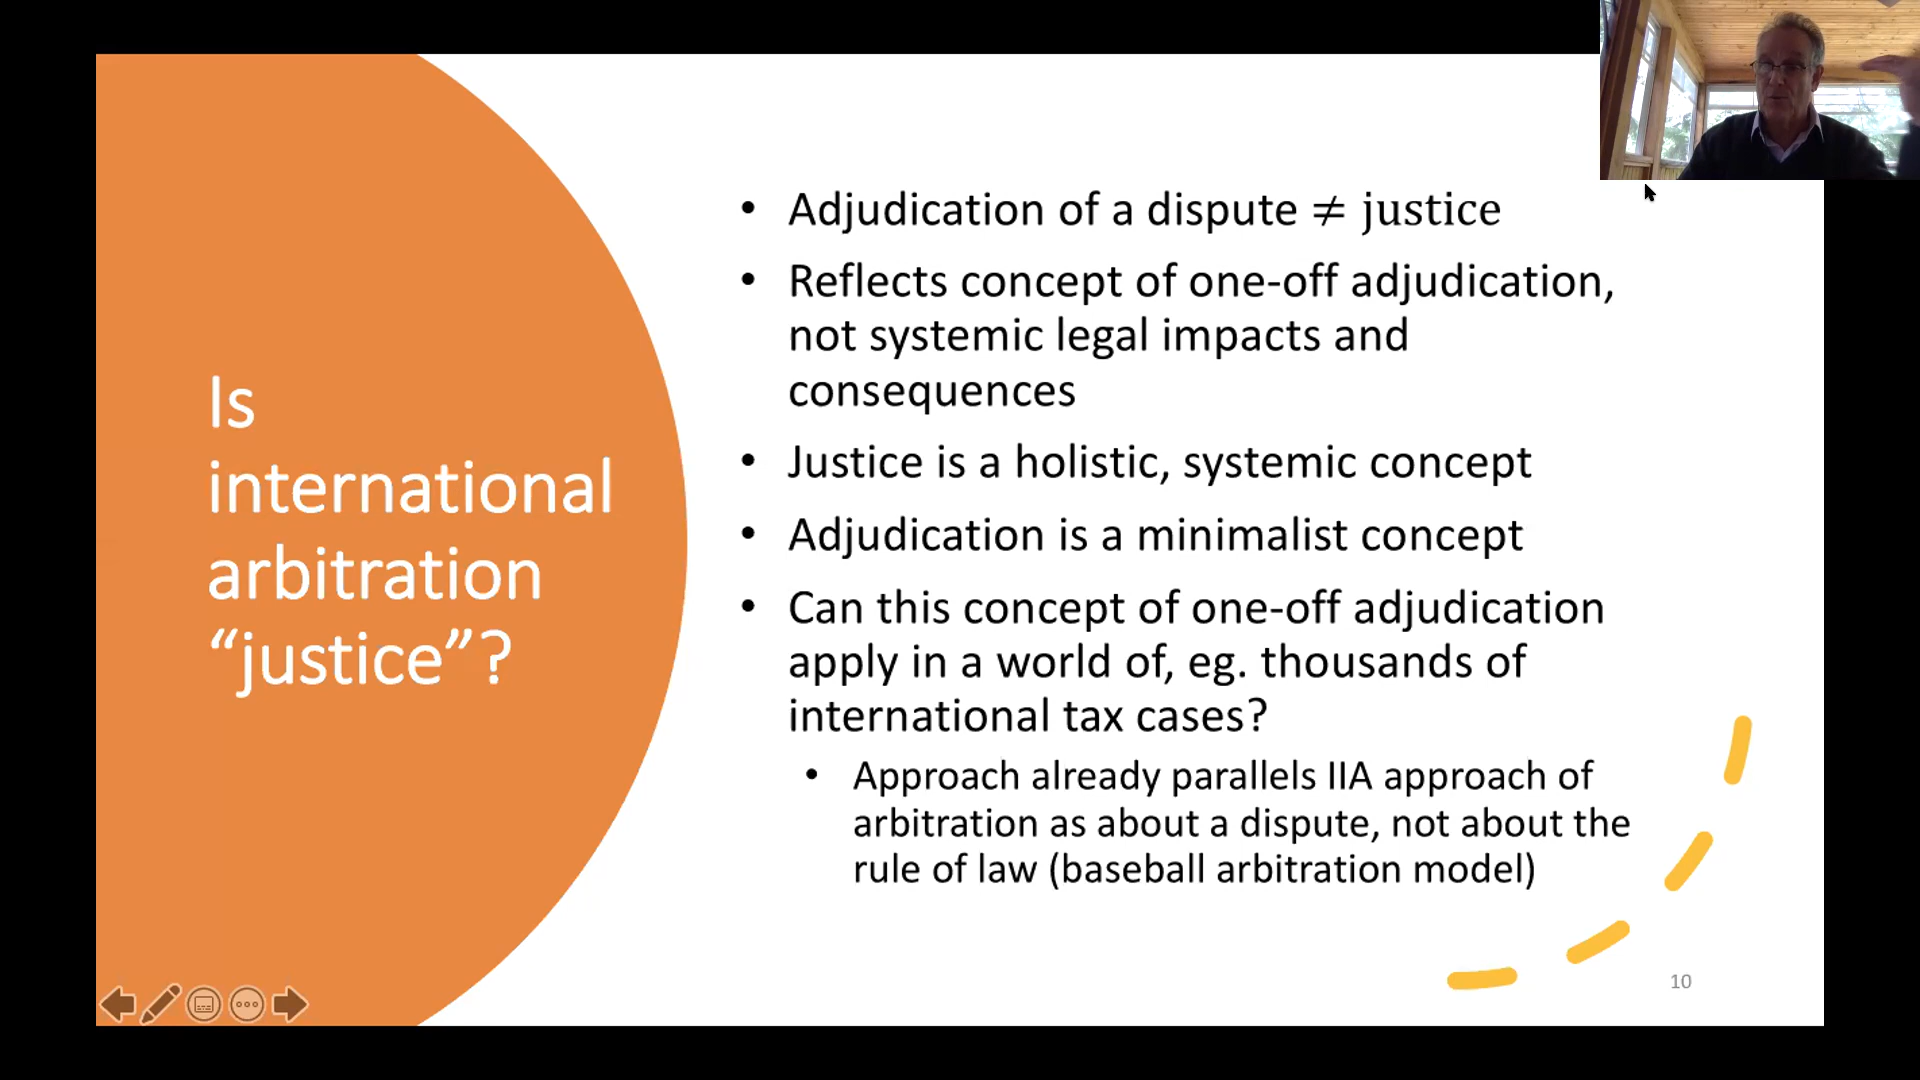 Is
international
arbitration
“justice”?
• Adjudication of a dispute ≠ justice
• Reflects concept of one-off adjudication,
not systemic legal impacts and
consequences
• Justice is a holistic, systemic concept
• Adjudication is a minimalist concept
• Can this concept of one-off adjudication
apply in a world of, eg. thousands of
international tax cases?
• Approach already parallels IIA approach of
arbitration as about a dispute, not about the
rule of law (baseball arbitration model)
10